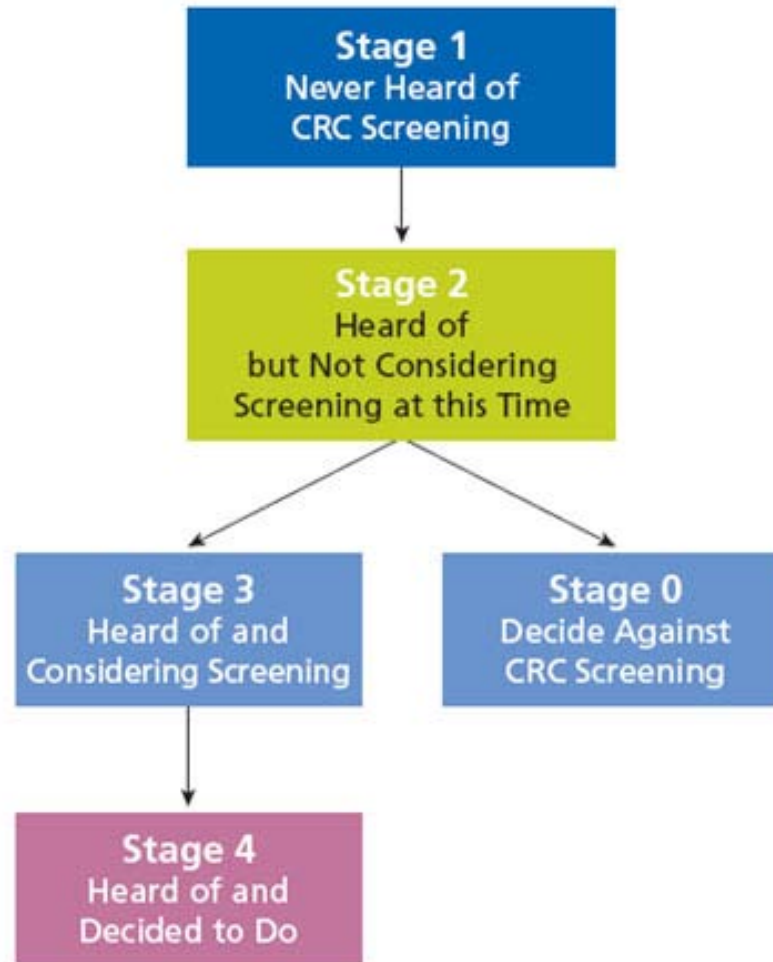 Stage 1
Never Heard of
CRC Screening
Stage 2
Heard of
but Not Considering
Screening at this Time
Stage 3
Heard of and
Considering Screening
Stage 0
Decide Against
CRC Screening
Stage 4
Heard of and
Decided to Do